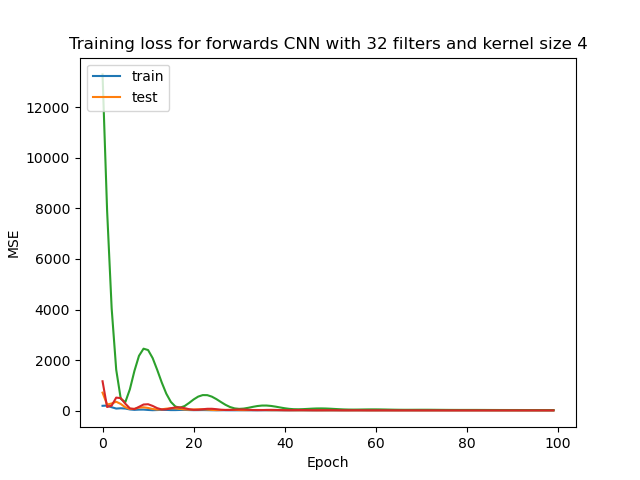 Training loss for forwards CNN with 32 filters and kernel size 4
train
test
12000
10000
8000
6000
4000
2000
0
MSE
0 20 40 60 80 100
Epoch